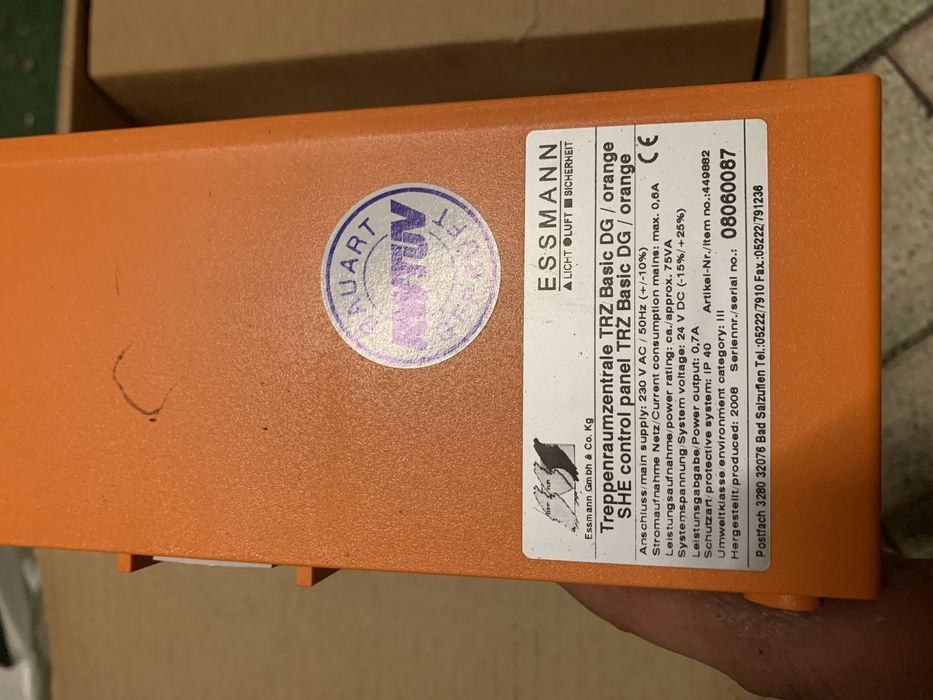 BAUART
RWTÜV
GEPRÜFT
ESSMANN
▲ LICHT ● LUFT ■ SICHERHEIT
Essmann Gmbh & Co. Kg
Treppenraumzentrale TRZ Basic DG / orange
SHE control panel TRZ Basic DG / orange
CE
Anschluss/main supply: 230 V AC / 50Hz (+/-10%)
Stromaufnahme Netz/Current consumption mains: max. 0,6A
Leistungsaufnahme/power rating: ca./approx. 75VA
Systemspannung/System voltage: 24 V DC (-15%/+25%)
Leistunsgabgabe/Power output: 0,7A
Schutzart/protective system: IP 40 Artikel-Nr./Item no.:449882
Umweltklasse/environment category: III
Hergestellt/produced: 2008 Seriennr./serial no.: 08060087
Postfach 3280 32076 Bad Salzuflen Tel.:05222/7910 Fax.:05222/791236